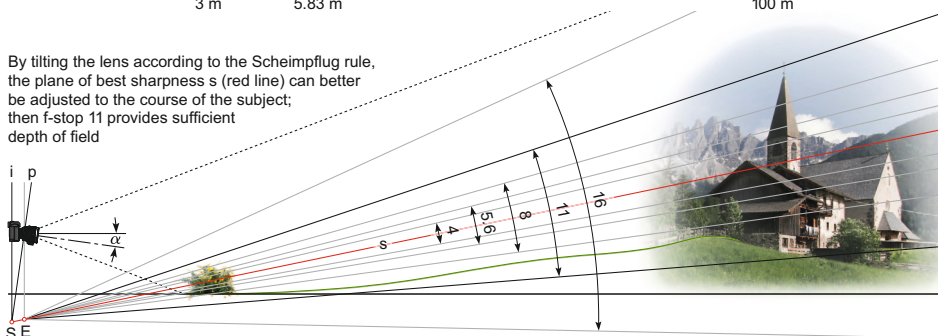 3 m 5.83 m 100 m
By tilting the lens according to the Scheimpflug rule,
the plane of best sharpness s (red line) can better
be adjusted to the course of the subject;
then f-stop 11 provides sufficient
depth of field
i p
α
s 4 5.6 8 11 16
S E